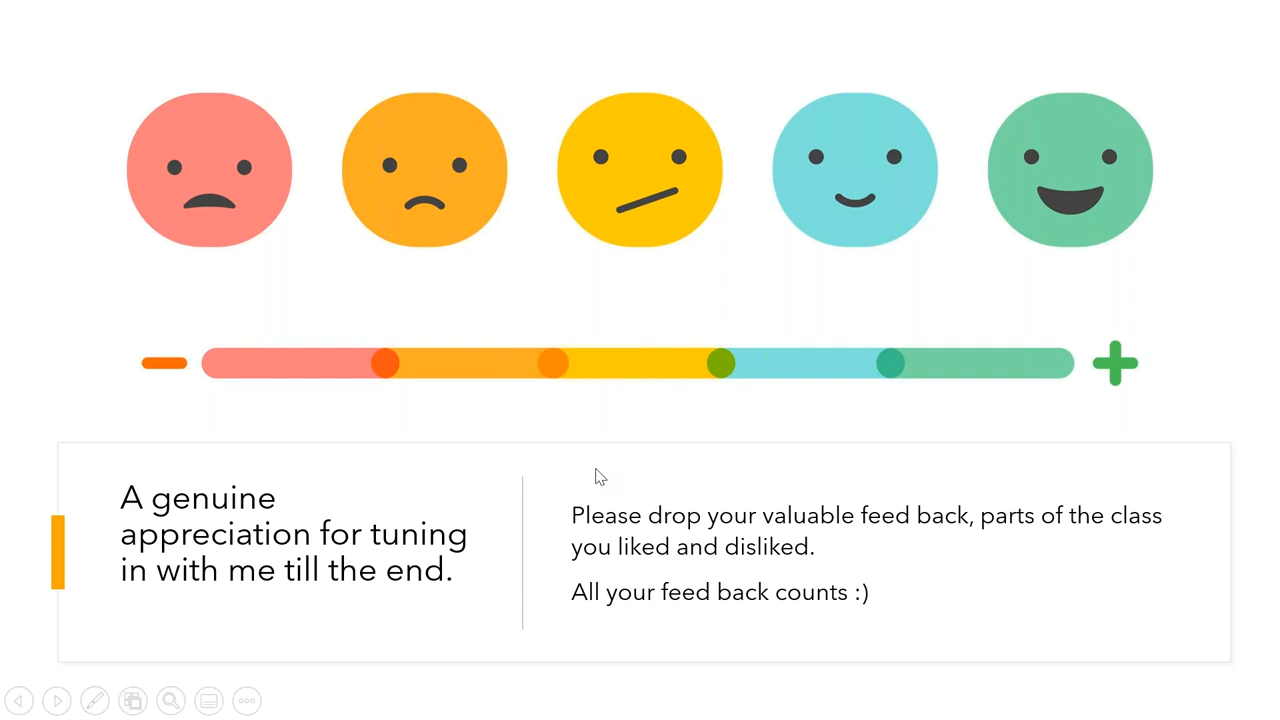 A genuine
appreciation for tuning
in with me till the end.
Please drop your valuable feed back, parts of the class
you liked and disliked.
All your feed back counts :)